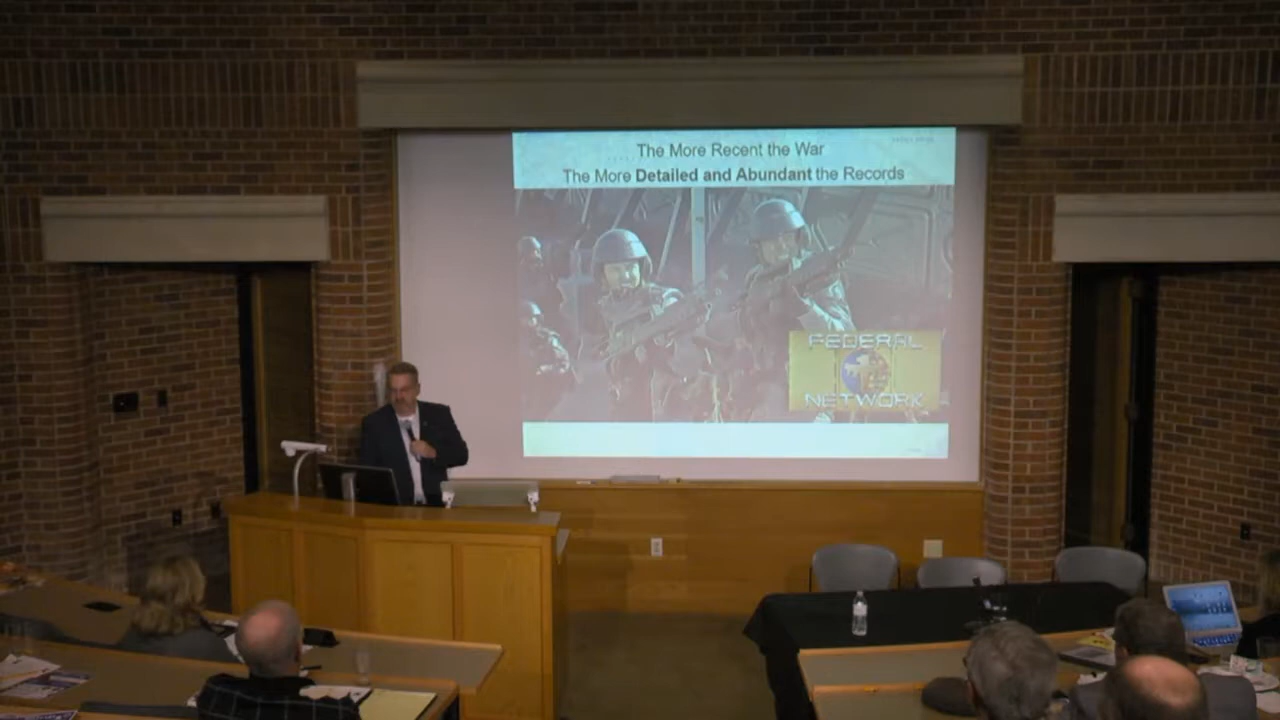 The More Recent the War
The More Detailed and Abundant the Records
FEDERAL
NETWORK